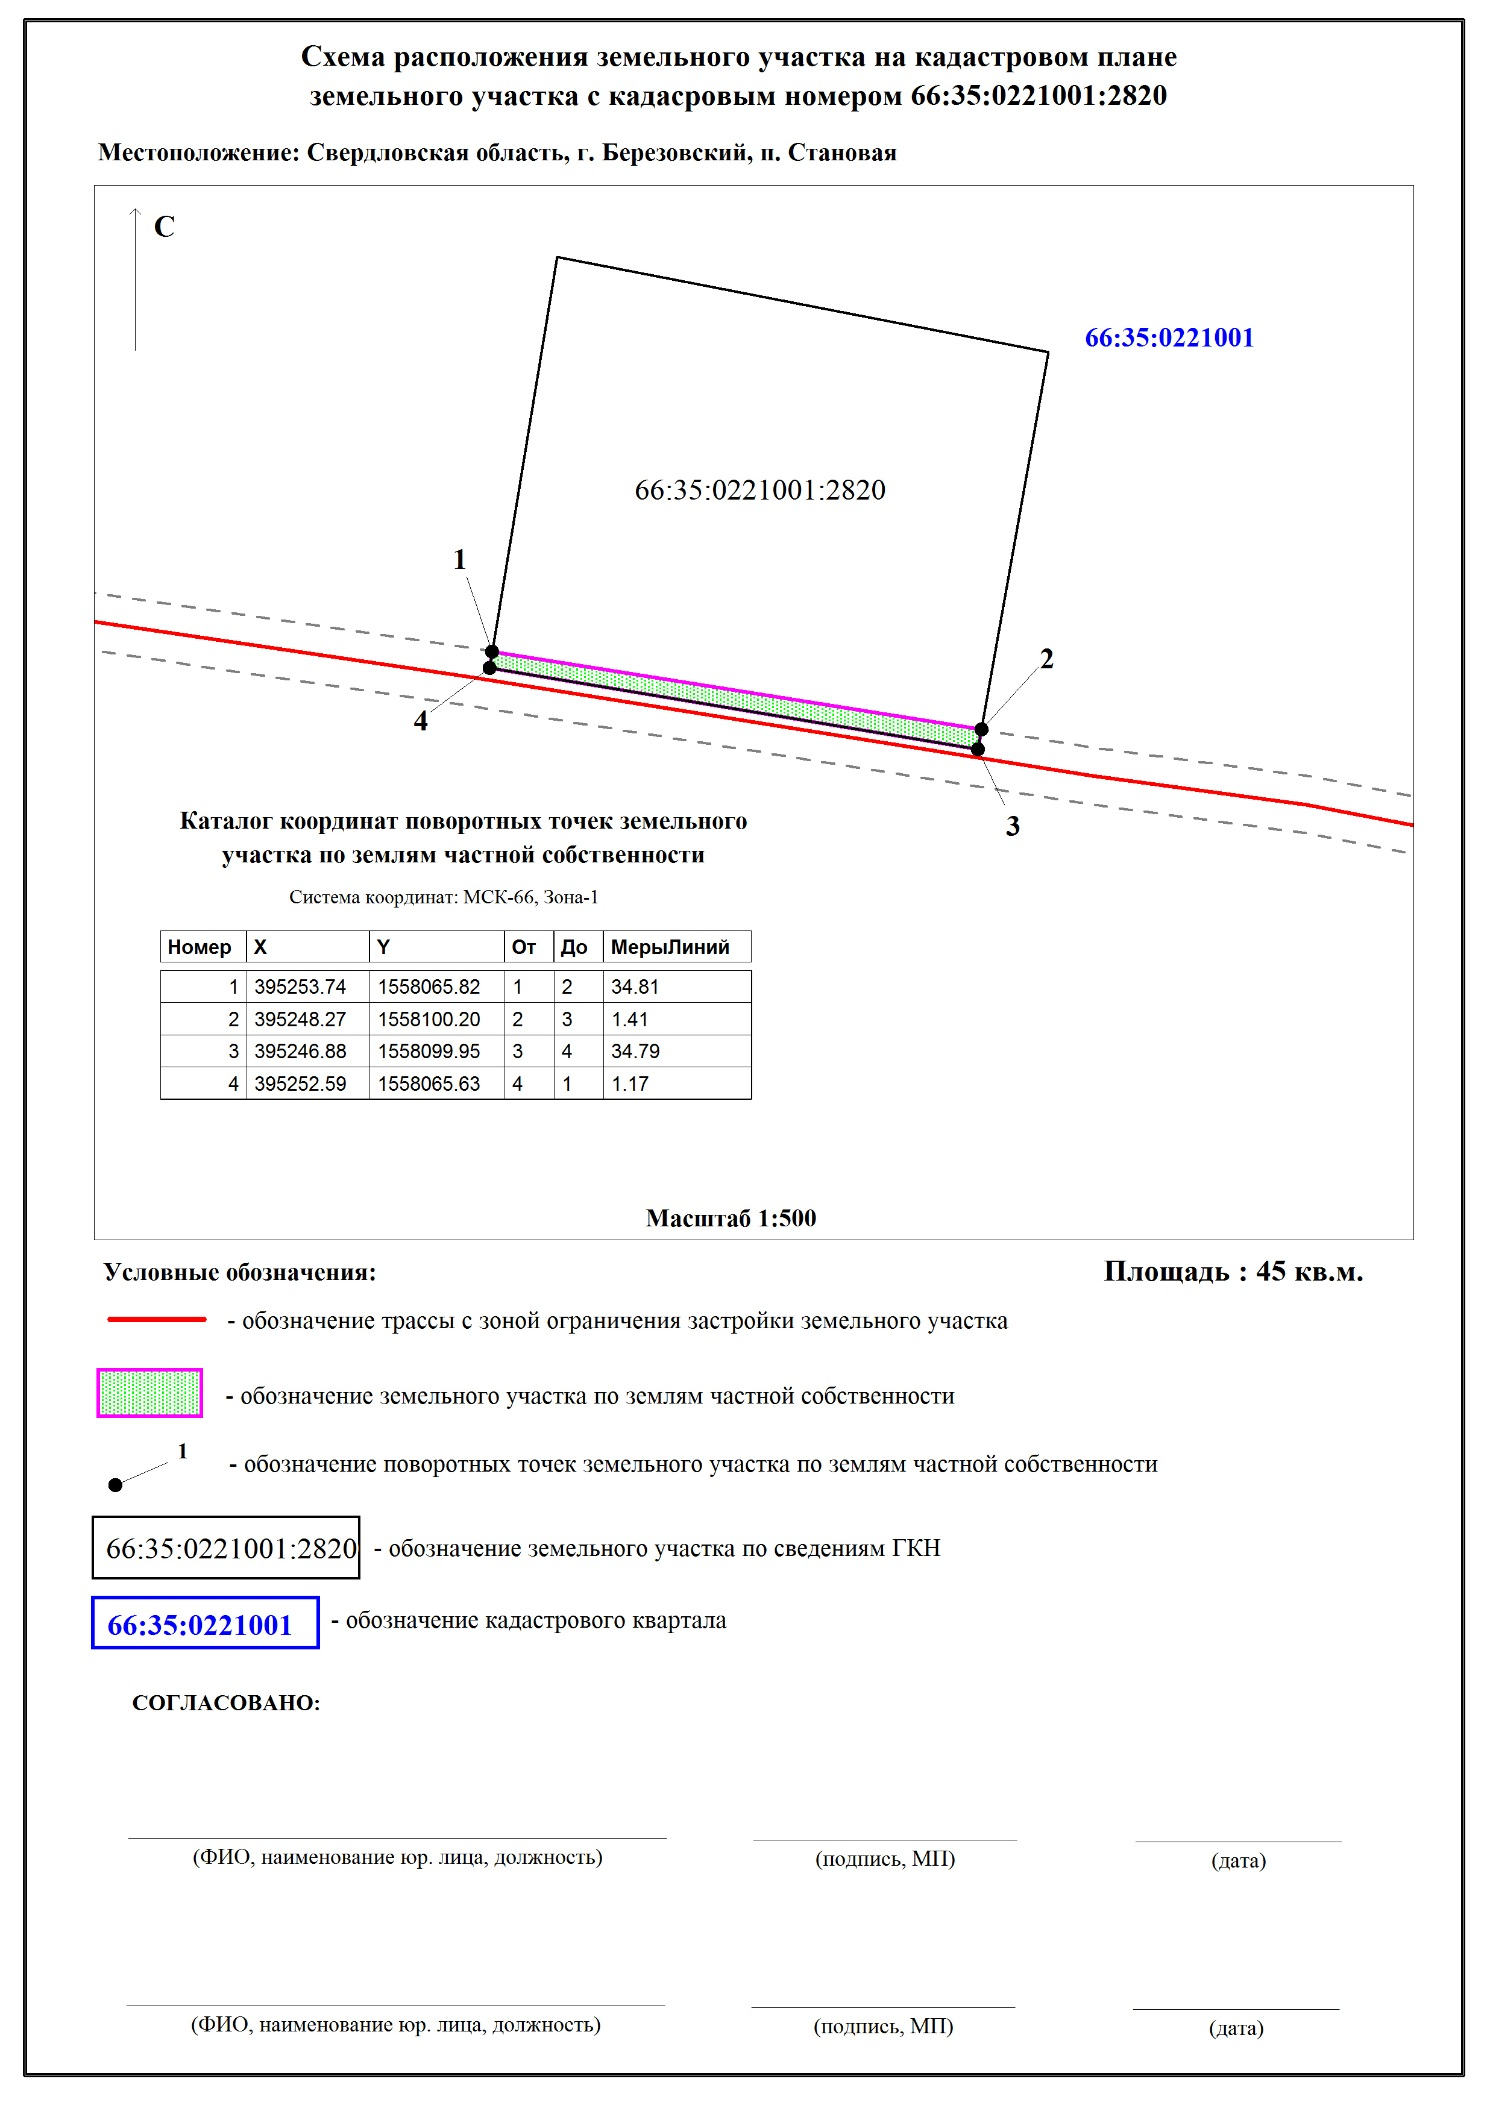 Схема расположения земельного участка на кадастровом плане
земельного участка с кадасровым номером 66:35:0221001:2820
Местоположение: Свердловская область, г. Березовский, п. Становая
С
66:35:0221001
66:35:0221001:2820
1
2
4
3
Каталог координат поворотных точек земельного
участка по землям частной собственности
Система координат: МСК-66, Зона-1
Номер X Y От До МерыЛиний
1 395253.74 1558065.82 1 2 34.81
2 395248.27 1558100.20 2 3 1.41
3 395246.88 1558099.95 3 4 34.79
4 395252.59 1558065.63 4 1 1.17
Масштаб 1:500
Условные обозначения:
Площадь : 45 кв.м.
- обозначение трассы с зоной ограничения застройки земельного участка
- обозначение земельного участка по землям частной собственности
1
- обозначение поворотных точек земельного участка по землям частной собственности
66:35:0221001:2820 - обозначение земельного участка по сведениям ГКН
66:35:0221001 - обозначение кадастрового квартала
СОГЛАСОВАНО:
(ФИО, наименование юр. лица, должность) (подпись, МП) (дата)
(ФИО, наименование юр. лица, должность) (подпись, МП) (дата)